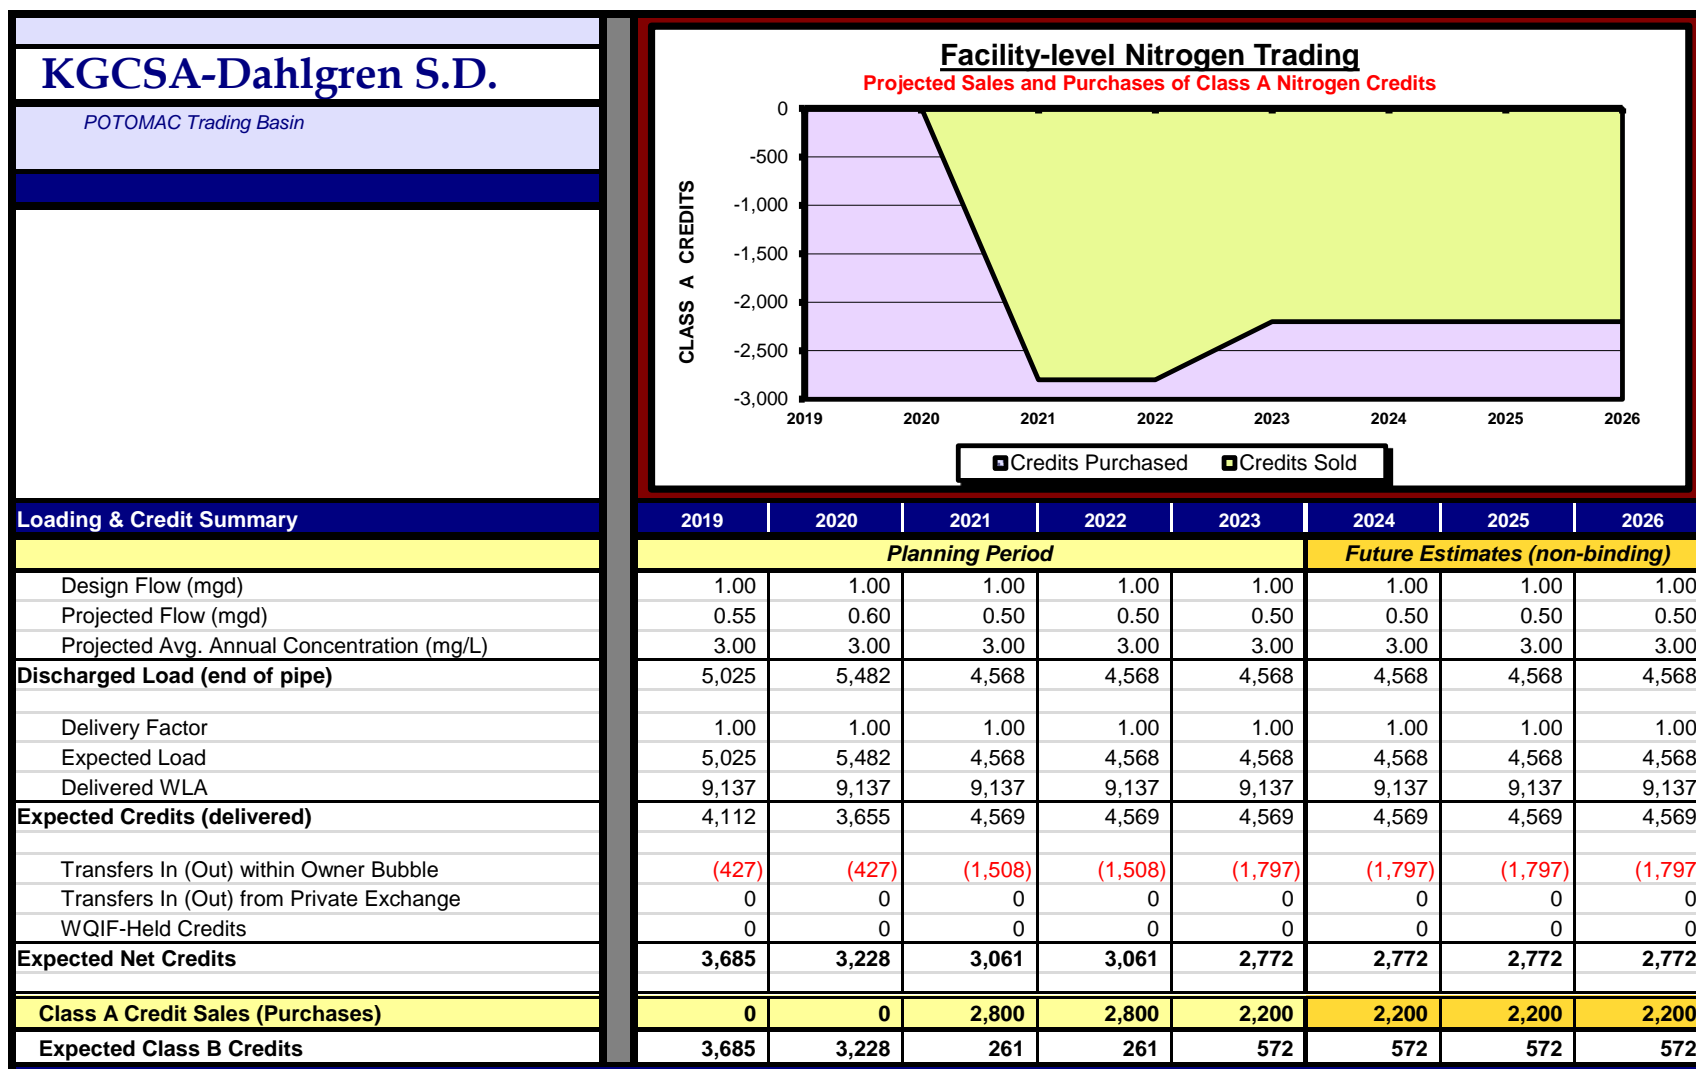 KGCSA-Dahlgren S.D.
POTOMAC Trading Basin
Facility-level Nitrogen Trading
Projected Sales and Purchases of Class A Nitrogen Credits
CLASS A CREDITS
0
-500
-1,000
-1,500
-2,000
-2,500
-3,000
2019 2020 2021 2022 2023 2024 2025 2026
Credits Purchased Credits Sold
Loading & Credit Summary 2019 2020 2021 2022 2023 2024 2025 2026
Planning Period Future Estimates (non-binding)
Design Flow (mgd) 1.00 1.00 1.00 1.00 1.00 1.00 1.00 1.00
Projected Flow (mgd) 0.55 0.60 0.50 0.50 0.50 0.50 0.50 0.50
Projected Avg. Annual Concentration (mg/L) 3.00 3.00 3.00 3.00 3.00 3.00 3.00 3.00
Discharged Load (end of pipe) 5,025 5,482 4,568 4,568 4,568 4,568 4,568 4,568
Delivery Factor 1.00 1.00 1.00 1.00 1.00 1.00 1.00 1.00
Expected Load 5,025 5,482 4,568 4,568 4,568 4,568 4,568 4,568
Delivered WLA 9,137 9,137 9,137 9,137 9,137 9,137 9,137 9,137
Expected Credits (delivered) 4,112 3,655 4,569 4,569 4,569 4,569 4,569 4,569
Transfers In (Out) within Owner Bubble (427) (427) (1,508) (1,508) (1,797) (1,797) (1,797) (1,797
Transfers In (Out) from Private Exchange 0 0 0 0 0 0 0 0
WQIF-Held Credits 0 0 0 0 0 0 0 0
Expected Net Credits 3,685 3,228 3,061 3,061 2,772 2,772 2,772 2,772
Class A Credit Sales (Purchases) 0 0 2,800 2,800 2,200 2,200 2,200 2,200
Expected Class B Credits 3,685 3,228 261 261 572 572 572 572